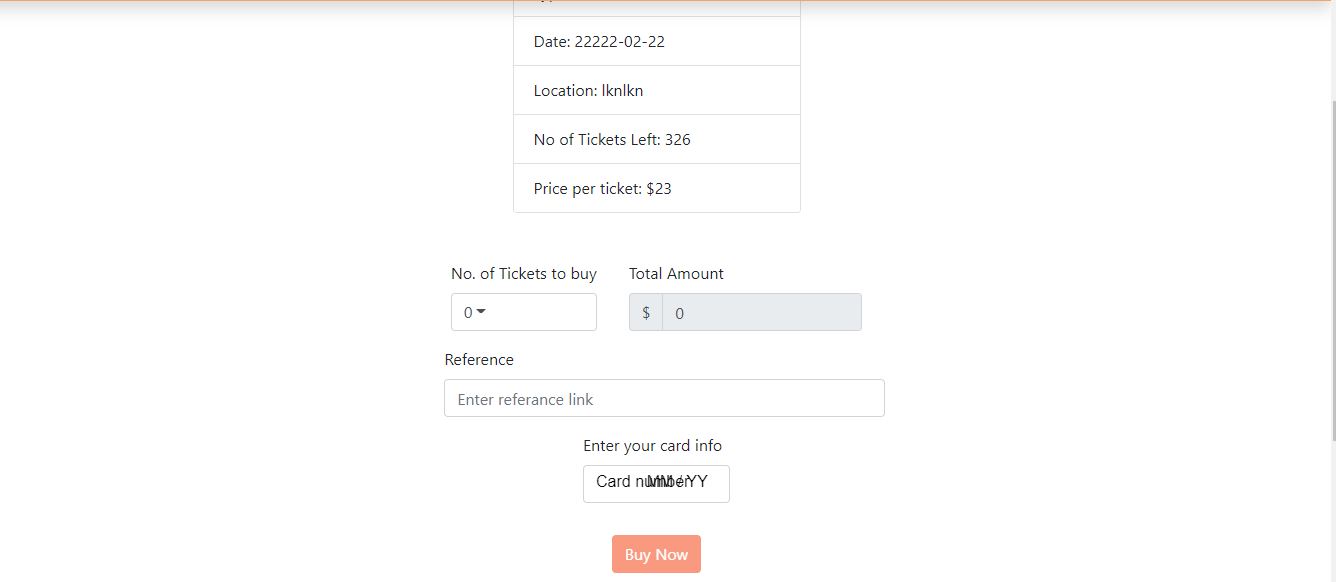 Date: 22222-02-22
Location: lknlkn
No of Tickets Left: 326
Price per ticket: $23
No. of Tickets to buy
Total Amount
0
$ 0
Reference
Enter referance link
Enter your card info
Card number MM / YY
Buy Now